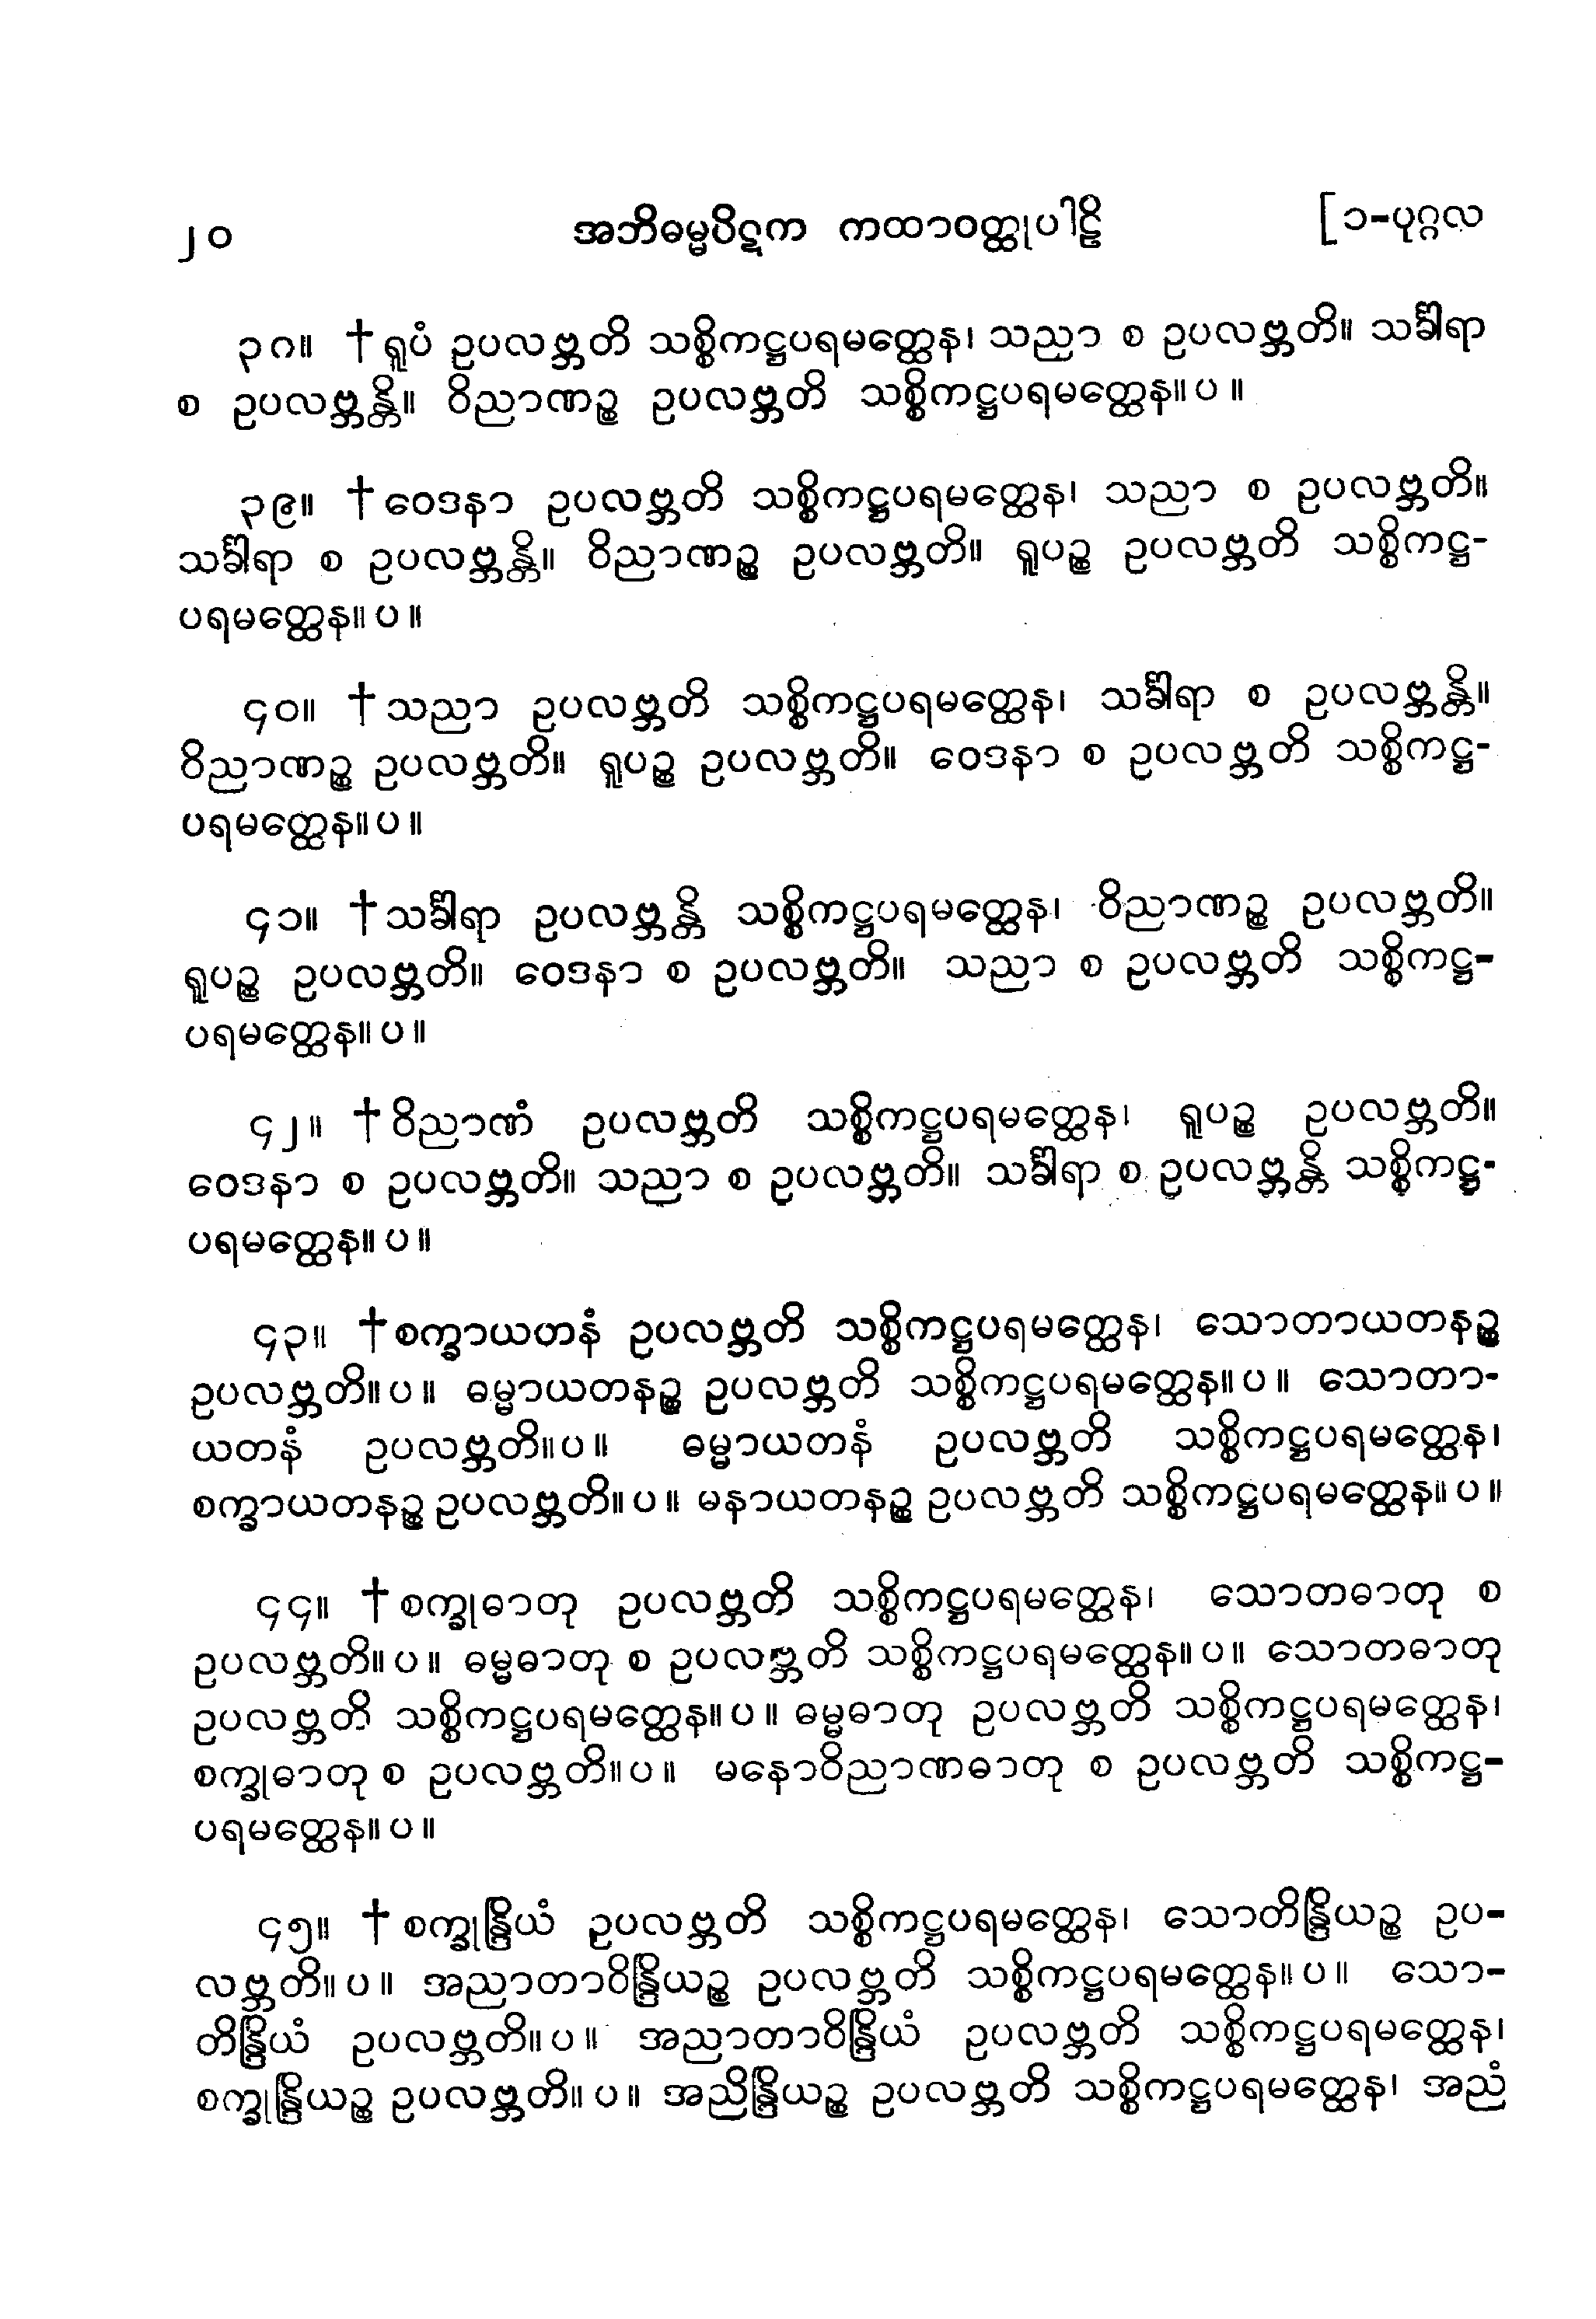 ၂၀ အဘိဓမ္မပိဋက ကထာဝတ္ထုပါဠိ [၁-ပုဂ္ဂလ
၃၈။ †ရူပံ ဥပလဗ္ဘတိ သစ္စိကဋ္ဌပရမတ္ထေန၊ သညာ စ ဥပလဗ္ဘတိ။ သင်္ခါရာ
စ ဥပလဗ္ဘန္တိ။ ဝိညာဏဉ္စ ဥပလဗ္ဘတိ သစ္စိကဋ္ဌပရမတ္ထေန။ပ။
၃၉။ †ဝေဒနာ ဥပလဗ္ဘတိ သစ္စိကဋ္ဌပရမတ္ထေန၊ သညာ စ ဥပလဗ္ဘတိ။
သင်္ခါရာ စ ဥပလဗ္ဘန္တိ။ ဝိညာဏဉ္စ ဥပလဗ္ဘတိ။ ရူပဉ္စ ဥပလဗ္ဘတိ သစ္စိကဋ္ဌ-
ပရမတ္ထေန။ပ။
၄၀။ †သညာ ဥပလဗ္ဘတိ သစ္စိကဋ္ဌပရမတ္ထေန၊ သင်္ခါရာ စ ဥပလဗ္ဘန္တိ။
ဝိညာဏဉ္စ ဥပလဗ္ဘတိ။ ရူပဉ္စ ဥပလဗ္ဘတိ။ ဝေဒနာ စ ဥပလဗ္ဘတိ သစ္စိကဋ္ဌ-
ပရမတ္ထေန။ပ။
၄၁။ †သင်္ခါရာ ဥပလဗ္ဘန္တိ သစ္စိကဋ္ဌပရမတ္ထေန၊ ဝိညာဏဉ္စ ဥပလဗ္ဘတိ။
ရူပဉ္စ ဥပလဗ္ဘတိ။ ဝေဒနာ စ ဥပလဗ္ဘတိ။ သညာ စ ဥပလဗ္ဘတိ သစ္စိကဋ္ဌ-
ပရမတ္ထေန။ပ။
၄၂။ †ဝိညာဏံ ဥပလဗ္ဘတိ သစ္စိကဋ္ဌပရမတ္ထေန၊ ရူပဉ္စ ဥပလဗ္ဘတိ။
ဝေဒနာ စ ဥပလဗ္ဘတိ။ သညာ စ ဥပလဗ္ဘတိ။ သင်္ခါရာ စ ဥပလဗ္ဘန္တိ သစ္စိကဋ္ဌ-
ပရမတ္ထေန။ပ။
၄၃။ †စက္ခာယတနံ ဥပလဗ္ဘတိ သစ္စိကဋ္ဌပရမတ္ထေန၊ သောတာယတနဉ္စ
ဥပလဗ္ဘတိ။ပ။ ဓမ္မာယတနဉ္စ ဥပလဗ္ဘတိ သစ္စိကဋ္ဌပရမတ္ထေန။ပ။ သောတာ-
ယတနံ ဥပလဗ္ဘတိ။ပ။ ဓမ္မာယတနံ ဥပလဗ္ဘတိ သစ္စိကဋ္ဌပရမတ္ထေန၊
စက္ခာယတနဉ္စ ဥပလဗ္ဘတိ။ပ။ မနာယတနဉ္စ ဥပလဗ္ဘတိ သစ္စိကဋ္ဌပရမတ္ထေန။ပ။
၄၄။ †စက္ခုဓာတု ဥပလဗ္ဘတိ သစ္စိကဋ္ဌပရမတ္ထေန၊ သောတဓာတု စ
ဥပလဗ္ဘတိ။ပ။ ဓမ္မဓာတု စ ဥပလဗ္ဘတိ သစ္စိကဋ္ဌပရမတ္ထေန။ပ။ သောတဓာတု
ဥပလဗ္ဘတိ သစ္စိကဋ္ဌပရမတ္ထေန။ပ။ ဓမ္မဓာတု ဥပလဗ္ဘတိ သစ္စိကဋ္ဌပရမတ္ထေန၊
စက္ခုဓာတု စ ဥပလဗ္ဘတိ။ပ။ မနောဝိညာဏဓာတု စ ဥပလဗ္ဘတိ သစ္စိကဋ္ဌ-
ပရမတ္ထေန။ပ။
၄၅။ †စက္ခုန္ဒြိယံ ဥပလဗ္ဘတိ သစ္စိကဋ္ဌပရမတ္ထေန၊ သောတိန္ဒြိယဉ္စ ဥပ-
လဗ္ဘတိ။ပ။ အညာတာဝိန္ဒြိယဉ္စ ဥပလဗ္ဘတိ သစ္စိကဋ္ဌပရမတ္ထေန။ပ။ သော-
တိန္ဒြိယံ ဥပလဗ္ဘတိ။ပ။ အညာတာဝိန္ဒြိယံ ဥပလဗ္ဘတိ သစ္စိကဋ္ဌပရမတ္ထေန၊
စက္ခုန္ဒြိယဉ္စ ဥပလဗ္ဘတိ။ပ။ အညိန္ဒြိယဉ္စ ဥပလဗ္ဘတိ သစ္စိကဋ္ဌပရမတ္ထေန၊ အညံ